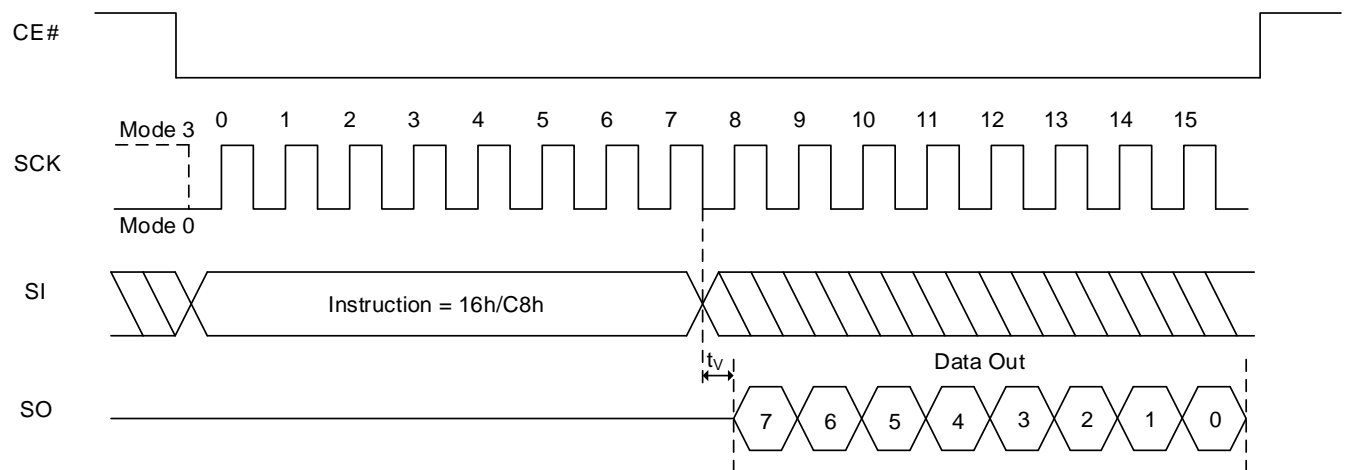 CE#
Mode 3 0 1 2 3 4 5 6 7 8 9 10 11 12 13 14 15
SCK
Mode 0
SI
Instruction = 16h/C8h
tV Data Out
SO
7 6 5 4 3 2 1 0